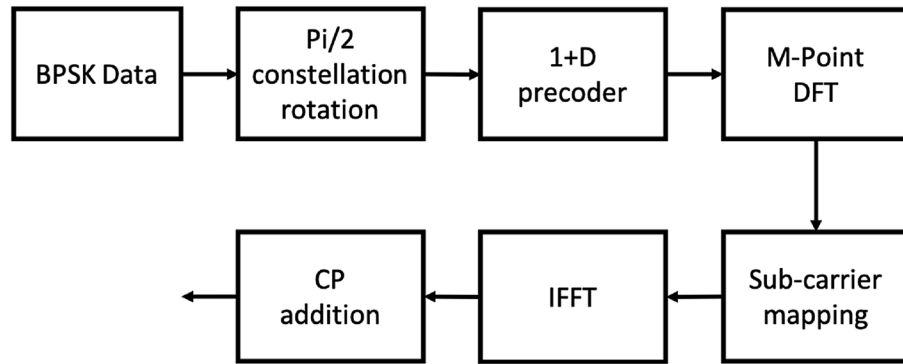 BPSK Data
Pi/2
constellation
rotation
1+D
precoder
M-Point
DFT
Sub-carrier
mapping
IFFT
CP
addition